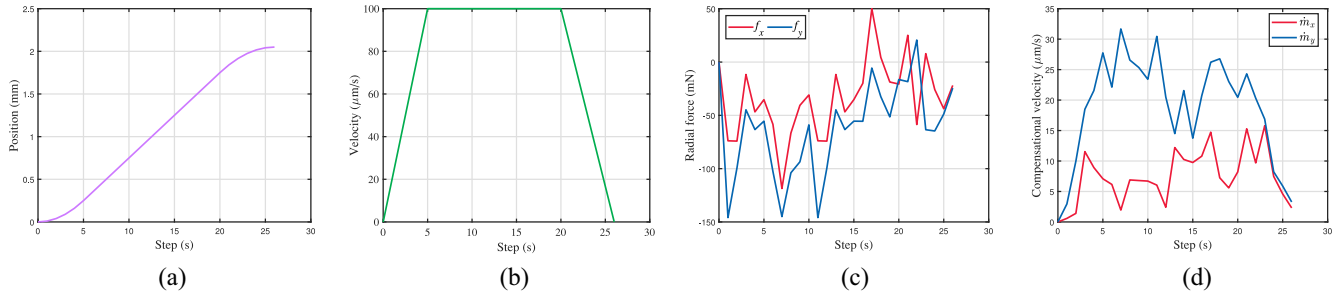 2.5
2
1.5
1
0.5
0
0 5 10 15 20 25 30
Position (mm)
Step (s)
(a)
100
80
60
40
20
0
0 5 10 15 20 25 30
Velocity (μm/s)
Step (s)
(b)
50
0
-50
-100
-150
0 5 10 15 20 25 30
Radial force (mN)
Step (s)
f_x f_y
(c)
35
30
25
20
15
10
5
0
0 5 10 15 20 25 30
Compensational velocity (μm/s)
Step (s)
ṁ_x
ṁ_y
(d)